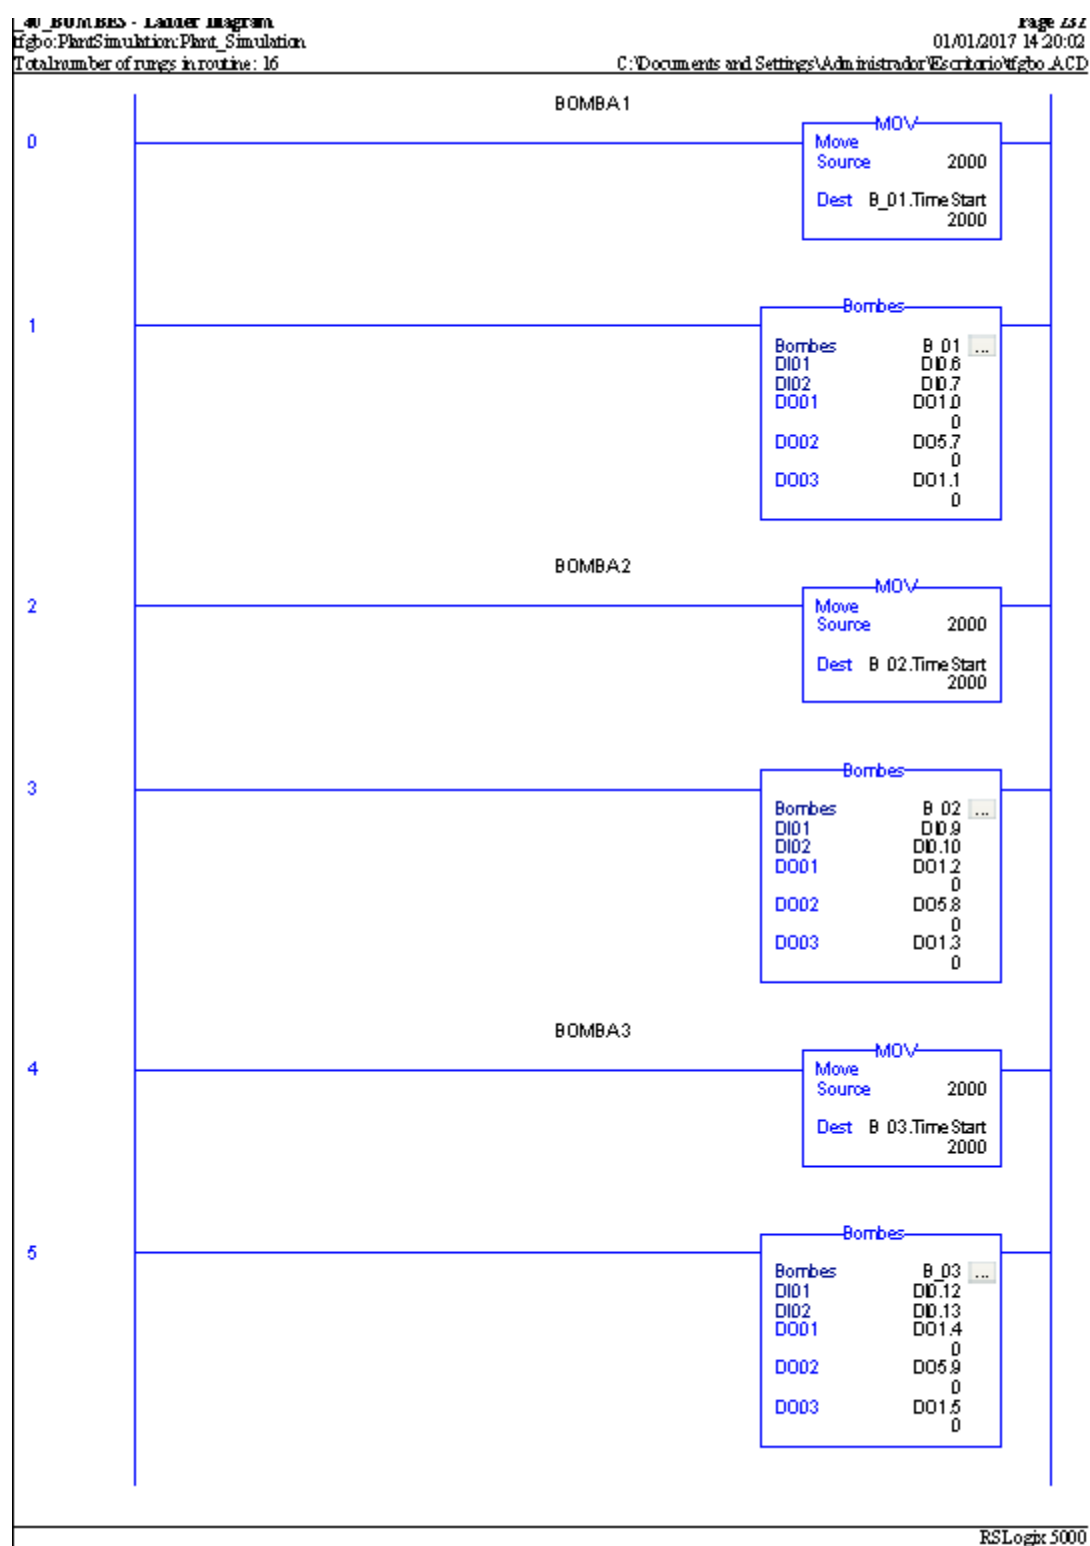 _40_BOMBES - Ladder Diagram Page 232
tfgbo:PlantSimulation:Plant_Simulation 01/01/2017 14:20:02
Total number of rungs in routine: 16 C:\Documents and Settings\Administrador\Escritorio\tfgbo.ACD
BOMBA1
0
MOV
Move
Source 2000
Dest B_01.TimeStart
2000
1
Bombes
Bombes B_01 ...
DI01 DI0.6
DI02 DI0.7
DO01 DO1.0
0
DO02 DO5.7
0
DO03 DO1.1
0
BOMBA2
2
MOV
Move
Source 2000
Dest B_02.TimeStart
2000
3
Bombes
Bombes B_02 ...
DI01 DI0.9
DI02 DI0.10
DO01 DO1.2
0
DO02 DO5.8
0
DO03 DO1.3
0
BOMBA3
4
MOV
Move
Source 2000
Dest B_03.TimeStart
2000
5
Bombes
Bombes B_03 ...
DI01 DI0.12
DI02 DI0.13
DO01 DO1.4
0
DO02 DO5.9
0
DO03 DO1.5
0
RSLogix 5000